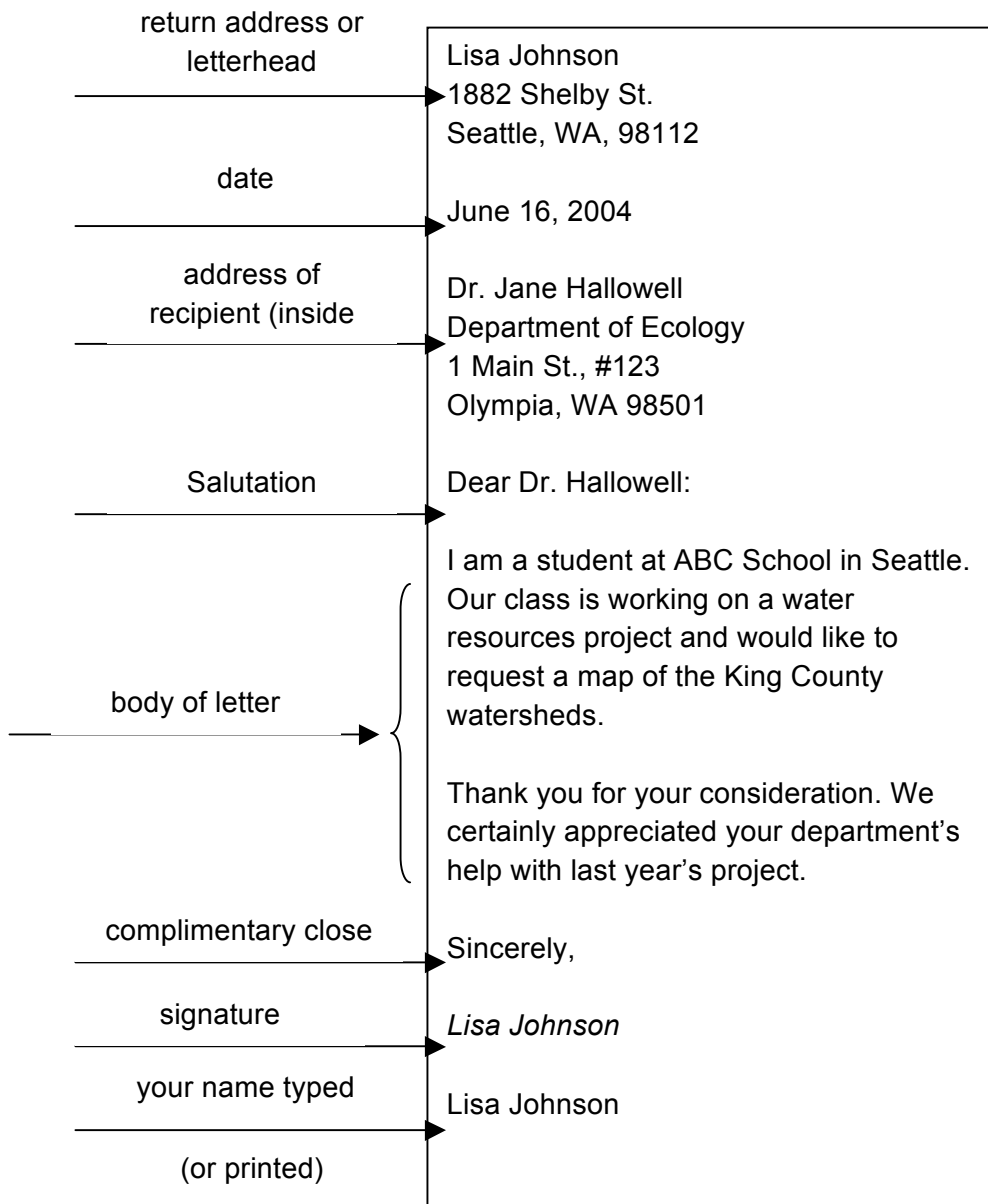 return address or
letterhead
Lisa Johnson
1882 Shelby St.
Seattle, WA, 98112
date
June 16, 2004
address of
recipient (inside
Dr. Jane Hallowell
Department of Ecology
1 Main St., #123
Olympia, WA 98501
Salutation
Dear Dr. Hallowell:
body of letter
I am a student at ABC School in Seattle.
Our class is working on a water
resources project and would like to
request a map of the King County
watersheds.
Thank you for your consideration. We
certainly appreciated your department’s
help with last year’s project.
complimentary close
Sincerely,
signature
Lisa Johnson
your name typed
(or printed)
Lisa Johnson